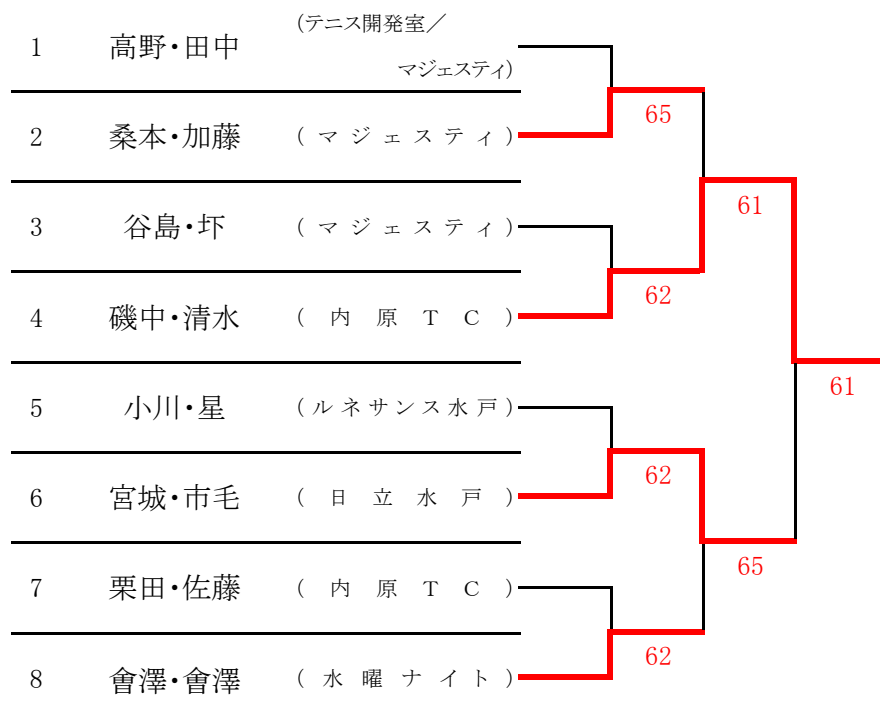 1 高野・田中 (テニス開発室／
マジェスティ)
65
2 桑本・加藤 (マジェスティ)
61
3 谷島・圷 (マジェスティ)
62
4 磯中・清水 (内原TC)
61
5 小川・星 (ルネサンス水戸)
62
6 宮城・市毛 (日立水戸)
65
7 栗田・佐藤 (内原TC)
62
8 會澤・會澤 (水曜ナイト)